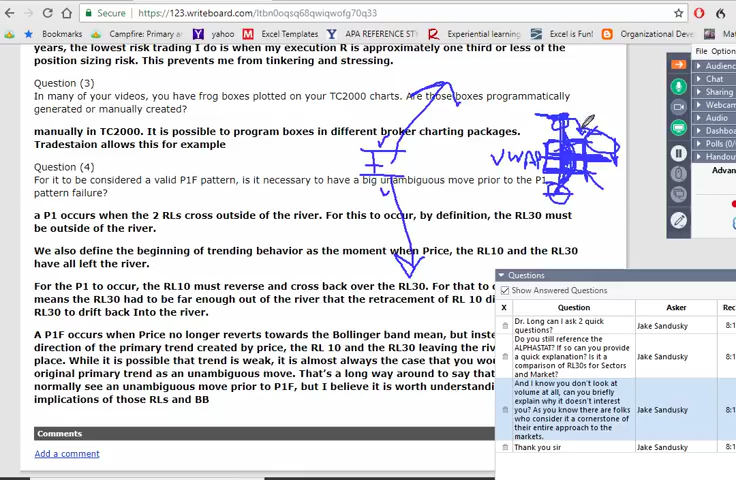 Secure
https://123.writeboard.com/ltbn0oqsq68qwiqwofg70q33
Apps
Bookmarks
Campfire: Primary a
New Tab
Excel Templates
APA REFERENCE ST
Risk Explained
Excel is Fun
Organizational Deve
years, the lowest risk trading I do is when my execution R is approximately one third or less of the
position sizing risk. This prevents me from tinkering and stressing.
Question (3)
In many of your videos, you have frog boxes plotted on your TC2000 charts. Are those boxes programmatically
generated or manually created?
manually in TC2000. It is possible to program boxes in different broker charting packages.
Tradestaion allows this for example
VWAP
Question (4)
For it to be considered a valid P1F pattern, is it necessary to have a big unambiguous move prior to the P1
pattern failure?
a P1 occurs when the 2 RLs cross outside of the river. For this to occur, by definition, the RL30 must
be outside of the river.
We also define the beginning of trending behavior as the moment when Price, the RL10 and the RL30
have all left the river.
For the P1 to occur, the RL10 must reverse and cross back over the RL30. For that to
means the RL30 had to be far enough out of the river that the retracement of RL 10 di
RL30 to drift back Into the river.
A P1F occurs when Price no longer reverts towards the Bollinger band mean, but inst
direction of the primary trend created by price, the RL 10 and the RL30 leaving the riv
place. While it is possible that trend is weak, it is almost always the case that you wo
original primary trend as an unambiguous move. That's a long way around to say that
normally see an unambiguous move prior to P1F, but I believe it is worth understandin
implications of those RLs and BB
Comments
Add a comment
File Options
Audience
Chat
Sharing
Webcam
Audio
Dashboa
Polls (0/
Handout
Advan
Questions
Show Answered Questions
X Question Asker Rec
Dr. Long can I ask 2 quick
questions? Jake Sandusky 8:1
Do you still reference the
ALPHASTAT? If so can you provide
a quick explanation? Is it a
comparison of RL30s for Sectors
and Market? Jake Sandusky 8:1
And I know you don't look at
volume at all, can you briefly
explain why it doesn't interest
you? As you know there are folks
who consider it a cornerstone of
their entire approach to the
markets. Jake Sandusky 8:1
Thank you sir Jake Sandusky 8:1